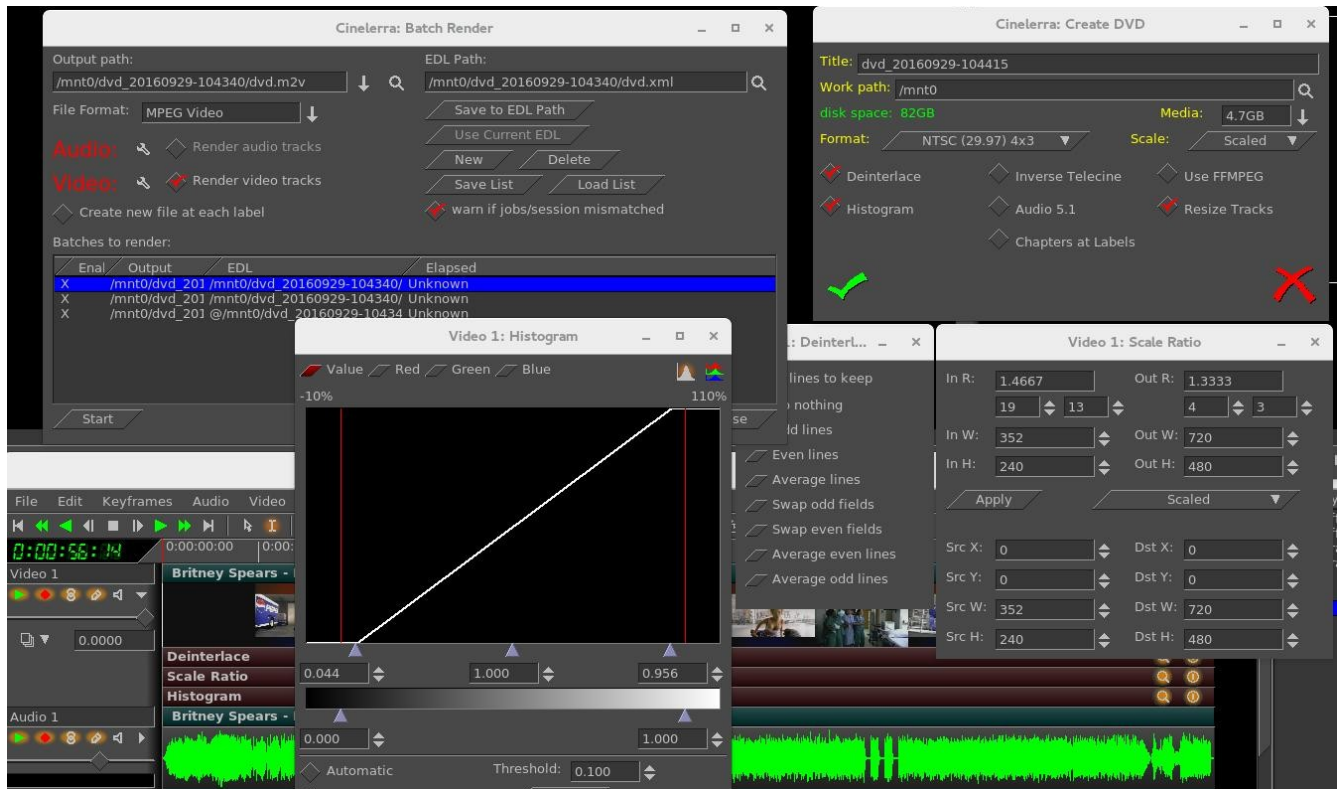 Cinelerra: Batch Render
Output path:
/mnt0/dvd_20160929-104340/dvd.m2v
EDL Path:
/mnt0/dvd_20160929-104340/dvd.xml
File Format: MPEG Video
Save to EDL Path
Use Current EDL
Audio: Render audio tracks
New Delete
Video: Render video tracks
Save List Load List
Create new file at each label
warn if jobs/session mismatched
Batches to render:
Enal Output EDL Elapsed
X /mnt0/dvd_201 /mnt0/dvd_20160929-104340/ Unknown
X /mnt0/dvd_201 /mnt0/dvd_20160929-104340/ Unknown
X /mnt0/dvd_201 @/mnt0/dvd_20160929-10434 Unknown
Start
se
Cinelerra: Create DVD
Title: dvd_20160929-104415
Work path: /mnt0
disk space: 82GB Media: 4.7GB
Format: NTSC (29.97) 4x3 Scale: Scaled
Deinterlace Inverse Telecine Use FFMPEG
Histogram Audio 5.1 Resize Tracks
Chapters at Labels
Video 1: Histogram
Value Red Green Blue
-10% 110%
0.044 1.000 0.956
0.000 1.000
Automatic Threshold: 0.100
1: Deinterl...
lines to keep
nothing
lines
Even lines
Average lines
Swap odd fields
Swap even fields
Average even lines
Average odd lines
Video 1: Scale Ratio
In R: 1.4667 Out R: 1.3333
19 13 4 3
In W: 352 Out W: 720
In H: 240 Out H: 480
Apply Scaled
Src X: 0 Dst X: 0
Src Y: 0 Dst Y: 0
Src W: 352 Dst W: 720
Src H: 240 Dst H: 480
File Edit Keyframes Audio Video
0:00:56:14 0:00:00:00 0:00:
Video 1 Britney Spears -
PEPSI
0.0000
Deinterlace
Scale Ratio
Histogram
Audio 1 Britney Spears -